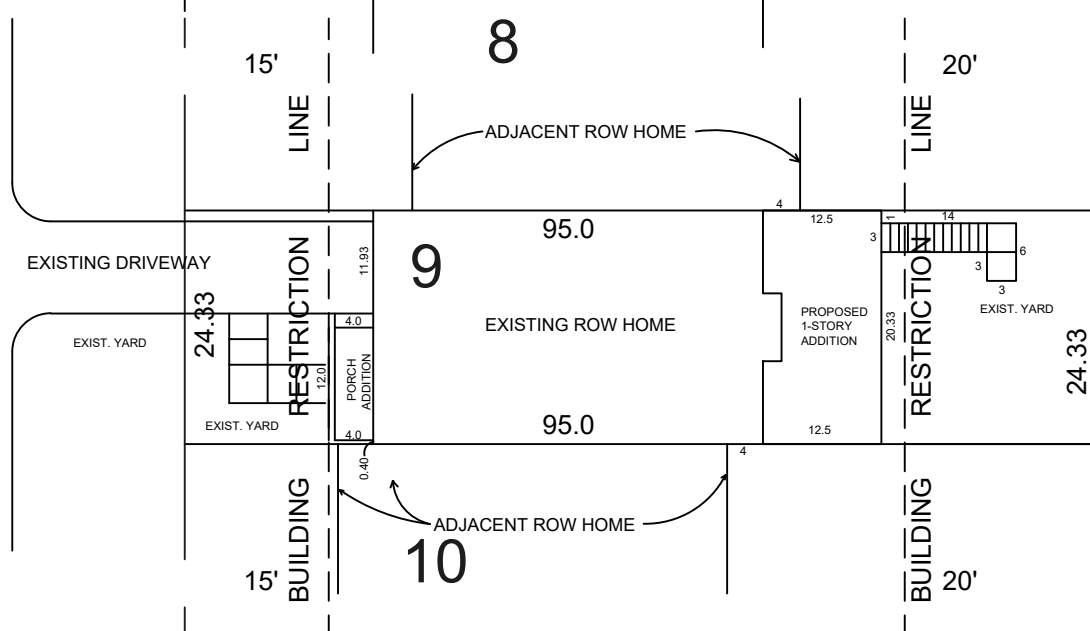 8
15'
20'
LINE
LINE
ADJACENT ROW HOME
4
12.5
1
14
95.0
3
11.93
9
6
EXISTING DRIVEWAY
3
3
RESTRICTION
RESTRICTION
24.33
EXISTING ROW HOME
PROPOSED
1-STORY
ADDITION
20.33
EXIST. YARD
EXIST. YARD
4.0
24.33
12.0
PORCH
ADDITION
EXIST. YARD
95.0
12.5
4.0
4
0.40
BUILDING
BUILDING
ADJACENT ROW HOME
10
15'
20'